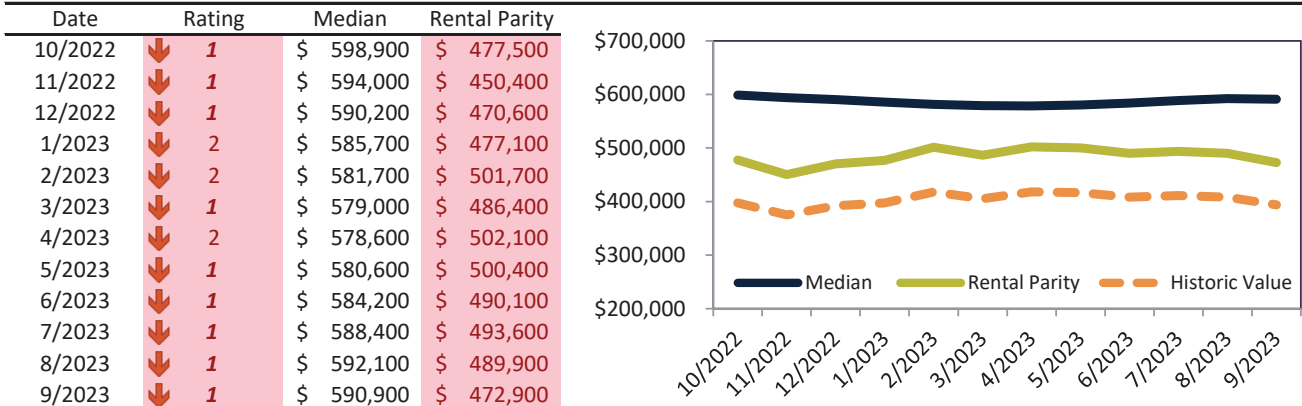 Date Rating Median Rental Parity
10/2022 1 $ 598,900 $ 477,500
11/2022 1 $ 594,000 $ 450,400
12/2022 1 $ 590,200 $ 470,600
1/2023 2 $ 585,700 $ 477,100
2/2023 2 $ 581,700 $ 501,700
3/2023 1 $ 579,000 $ 486,400
4/2023 2 $ 578,600 $ 502,100
5/2023 1 $ 580,600 $ 500,400
6/2023 1 $ 584,200 $ 490,100
7/2023 1 $ 588,400 $ 493,600
8/2023 1 $ 592,100 $ 489,900
9/2023 1 $ 590,900 $ 472,900
$700,000
$600,000
$500,000
$400,000
$300,000
$200,000
Median Rental Parity Historic Value
10/2022 11/2022 12/2022 1/2023 2/2023 3/2023 4/2023 5/2023 6/2023 7/2023 8/2023 9/2023